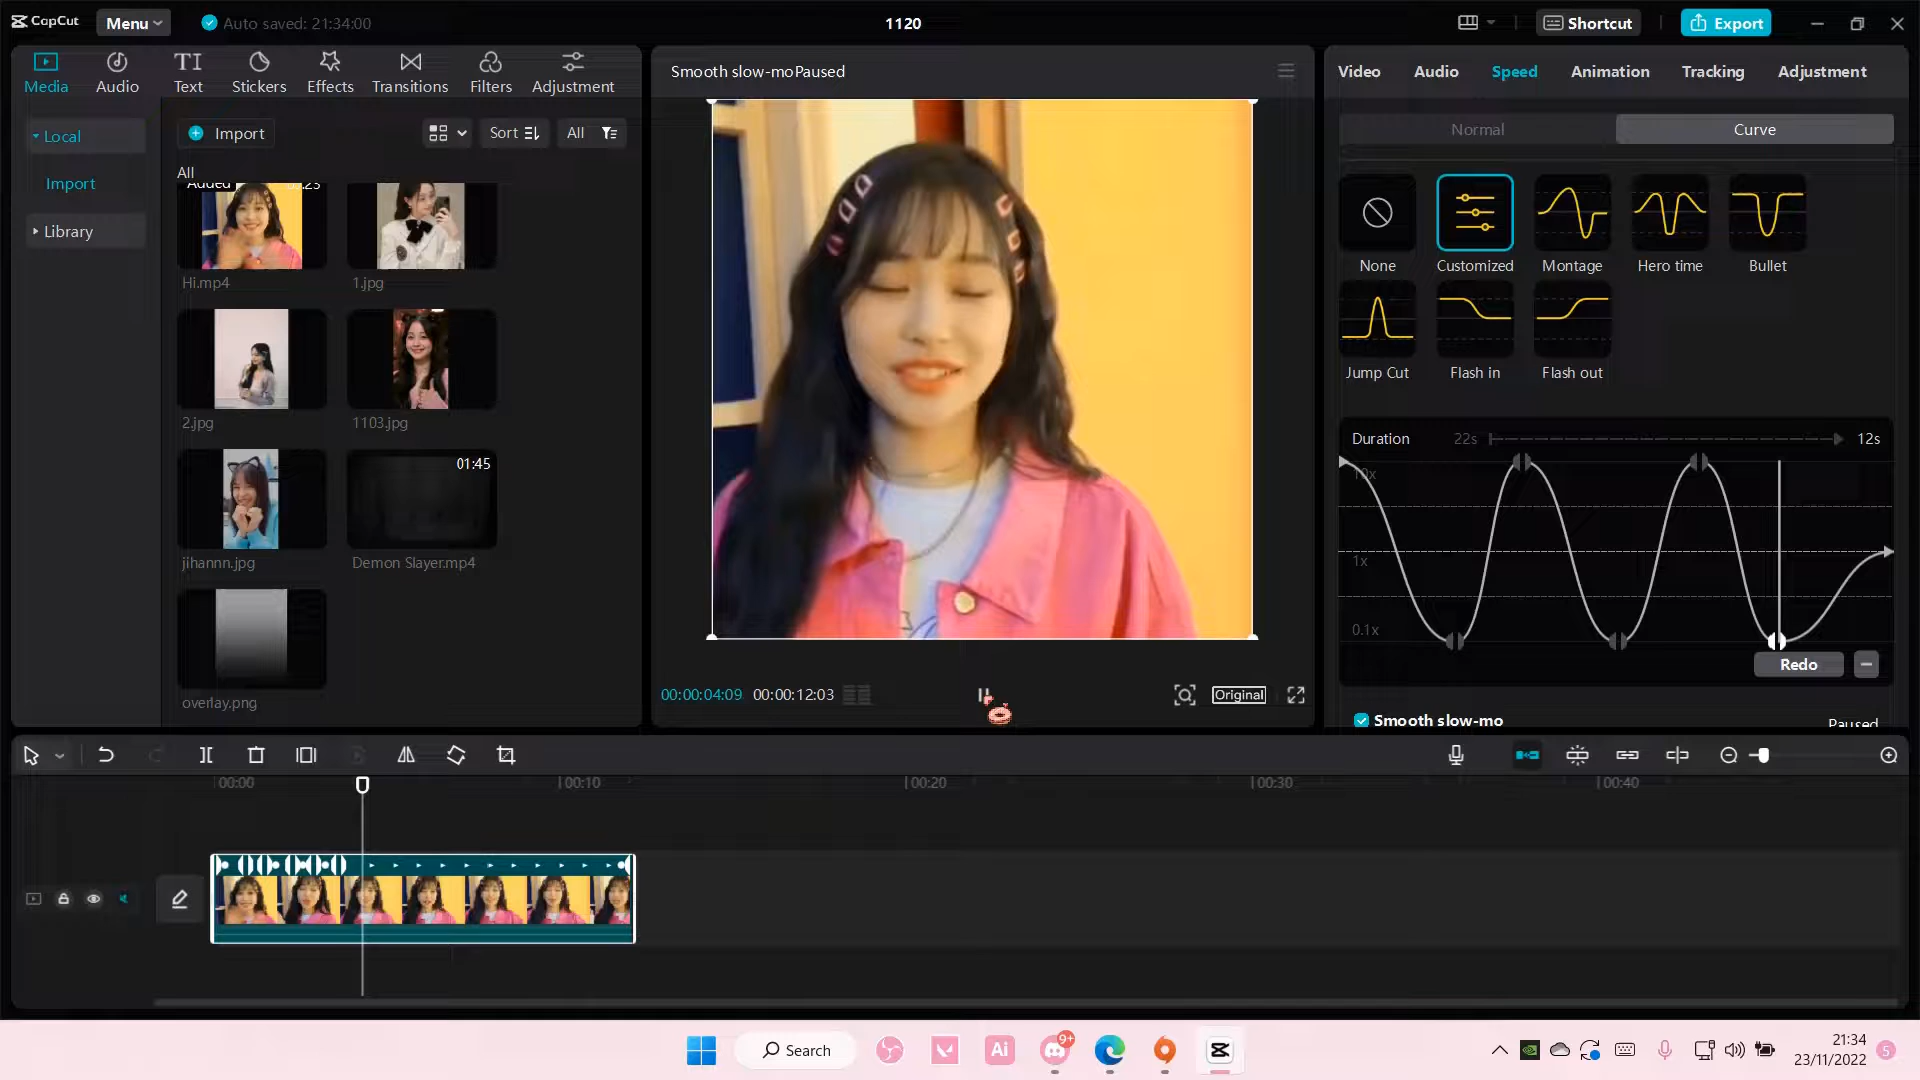 CapCut
Menu
Auto saved: 21:34:00
1120
Shortcut
Export
Media
Audio
Text
Stickers
Effects
Transitions
Filters
Adjustment
Local
Import
Library
Import
Sort
All
All
Added
Hi.mp4
1.jpg
2.jpg
1103.jpg
01:45
jihannn.jpg
Demon Slayer.mp4
overlay.png
Smooth slow-moPaused
00:00:04:09 00:00:12:03
Original
Video
Audio
Speed
Animation
Tracking
Adjustment
Normal
Curve
None
Customized
Montage
Hero time
Bullet
Jump Cut
Flash in
Flash out
Duration
22s
12s
10x
1x
0.1x
Redo
Smooth slow-mo
Paused
00:00
00:10
00:20
00:30
00:40
Search
Ai
9+
21:34
23/11/2022
5